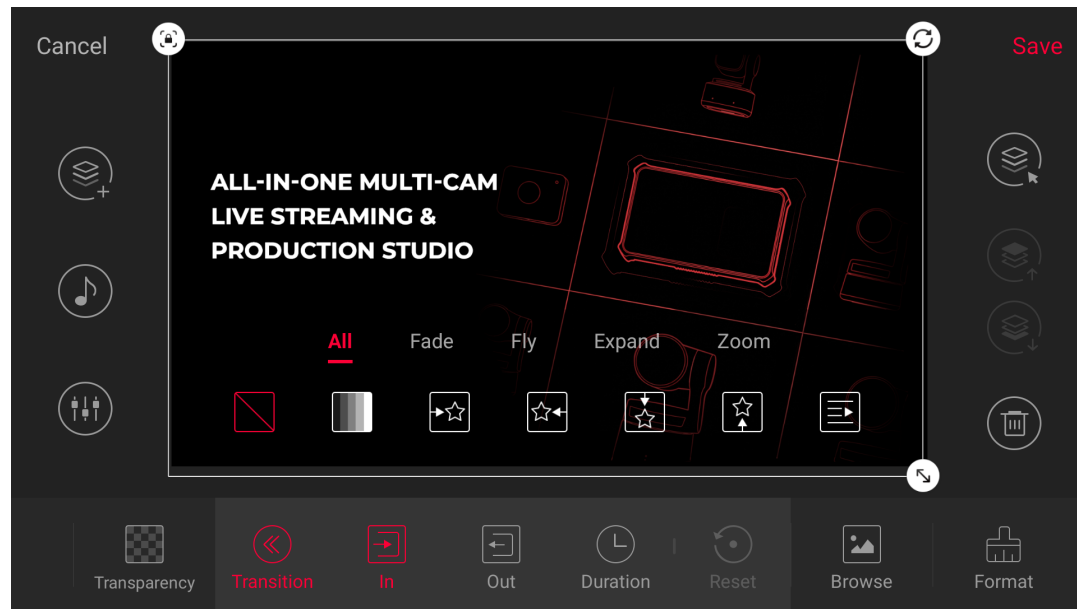 Cancel
Save
ALL-IN-ONE MULTI-CAM
LIVE STREAMING &
PRODUCTION STUDIO
All Fade Fly Expand Zoom
Transparency Transition In Out Duration Reset Browse Format